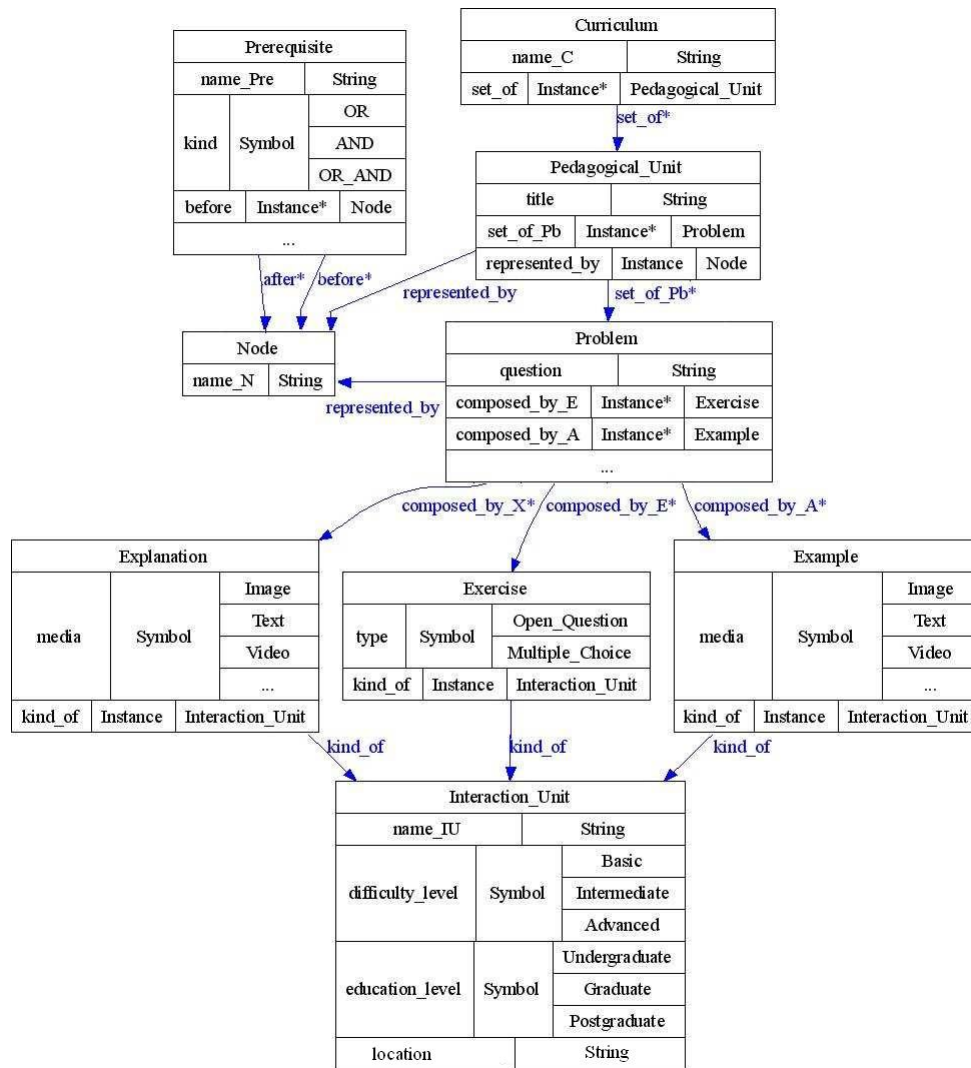 Prerequisite
name_Pre String
kind Symbol OR
AND
OR_AND
before Instance* Node
...
Curriculum
name_C String
set_of Instance* Pedagogical_Unit
set_of*
Pedagogical_Unit
title String
set_of_Pb Instance* Problem
represented_by Instance Node
after* before* represented_by set_of_Pb*
Node
name_N String
represented_by
Problem
question String
composed_by_E Instance* Exercise
composed_by_A Instance* Example
...
composed_by_X* composed_by_E* composed_by_A*
Explanation
media Symbol Image
Text
Video
...
kind_of Instance Interaction_Unit
Exercise
type Symbol Open_Question
Multiple_Choice
kind_of Instance Interaction_Unit
Example
media Symbol Image
Text
Video
...
kind_of Instance Interaction_Unit
kind_of kind_of kind_of
Interaction_Unit
name_IU String
difficulty_level Symbol Basic
Intermediate
Advanced
education_level Symbol Undergraduate
Graduate
Postgraduate
location String